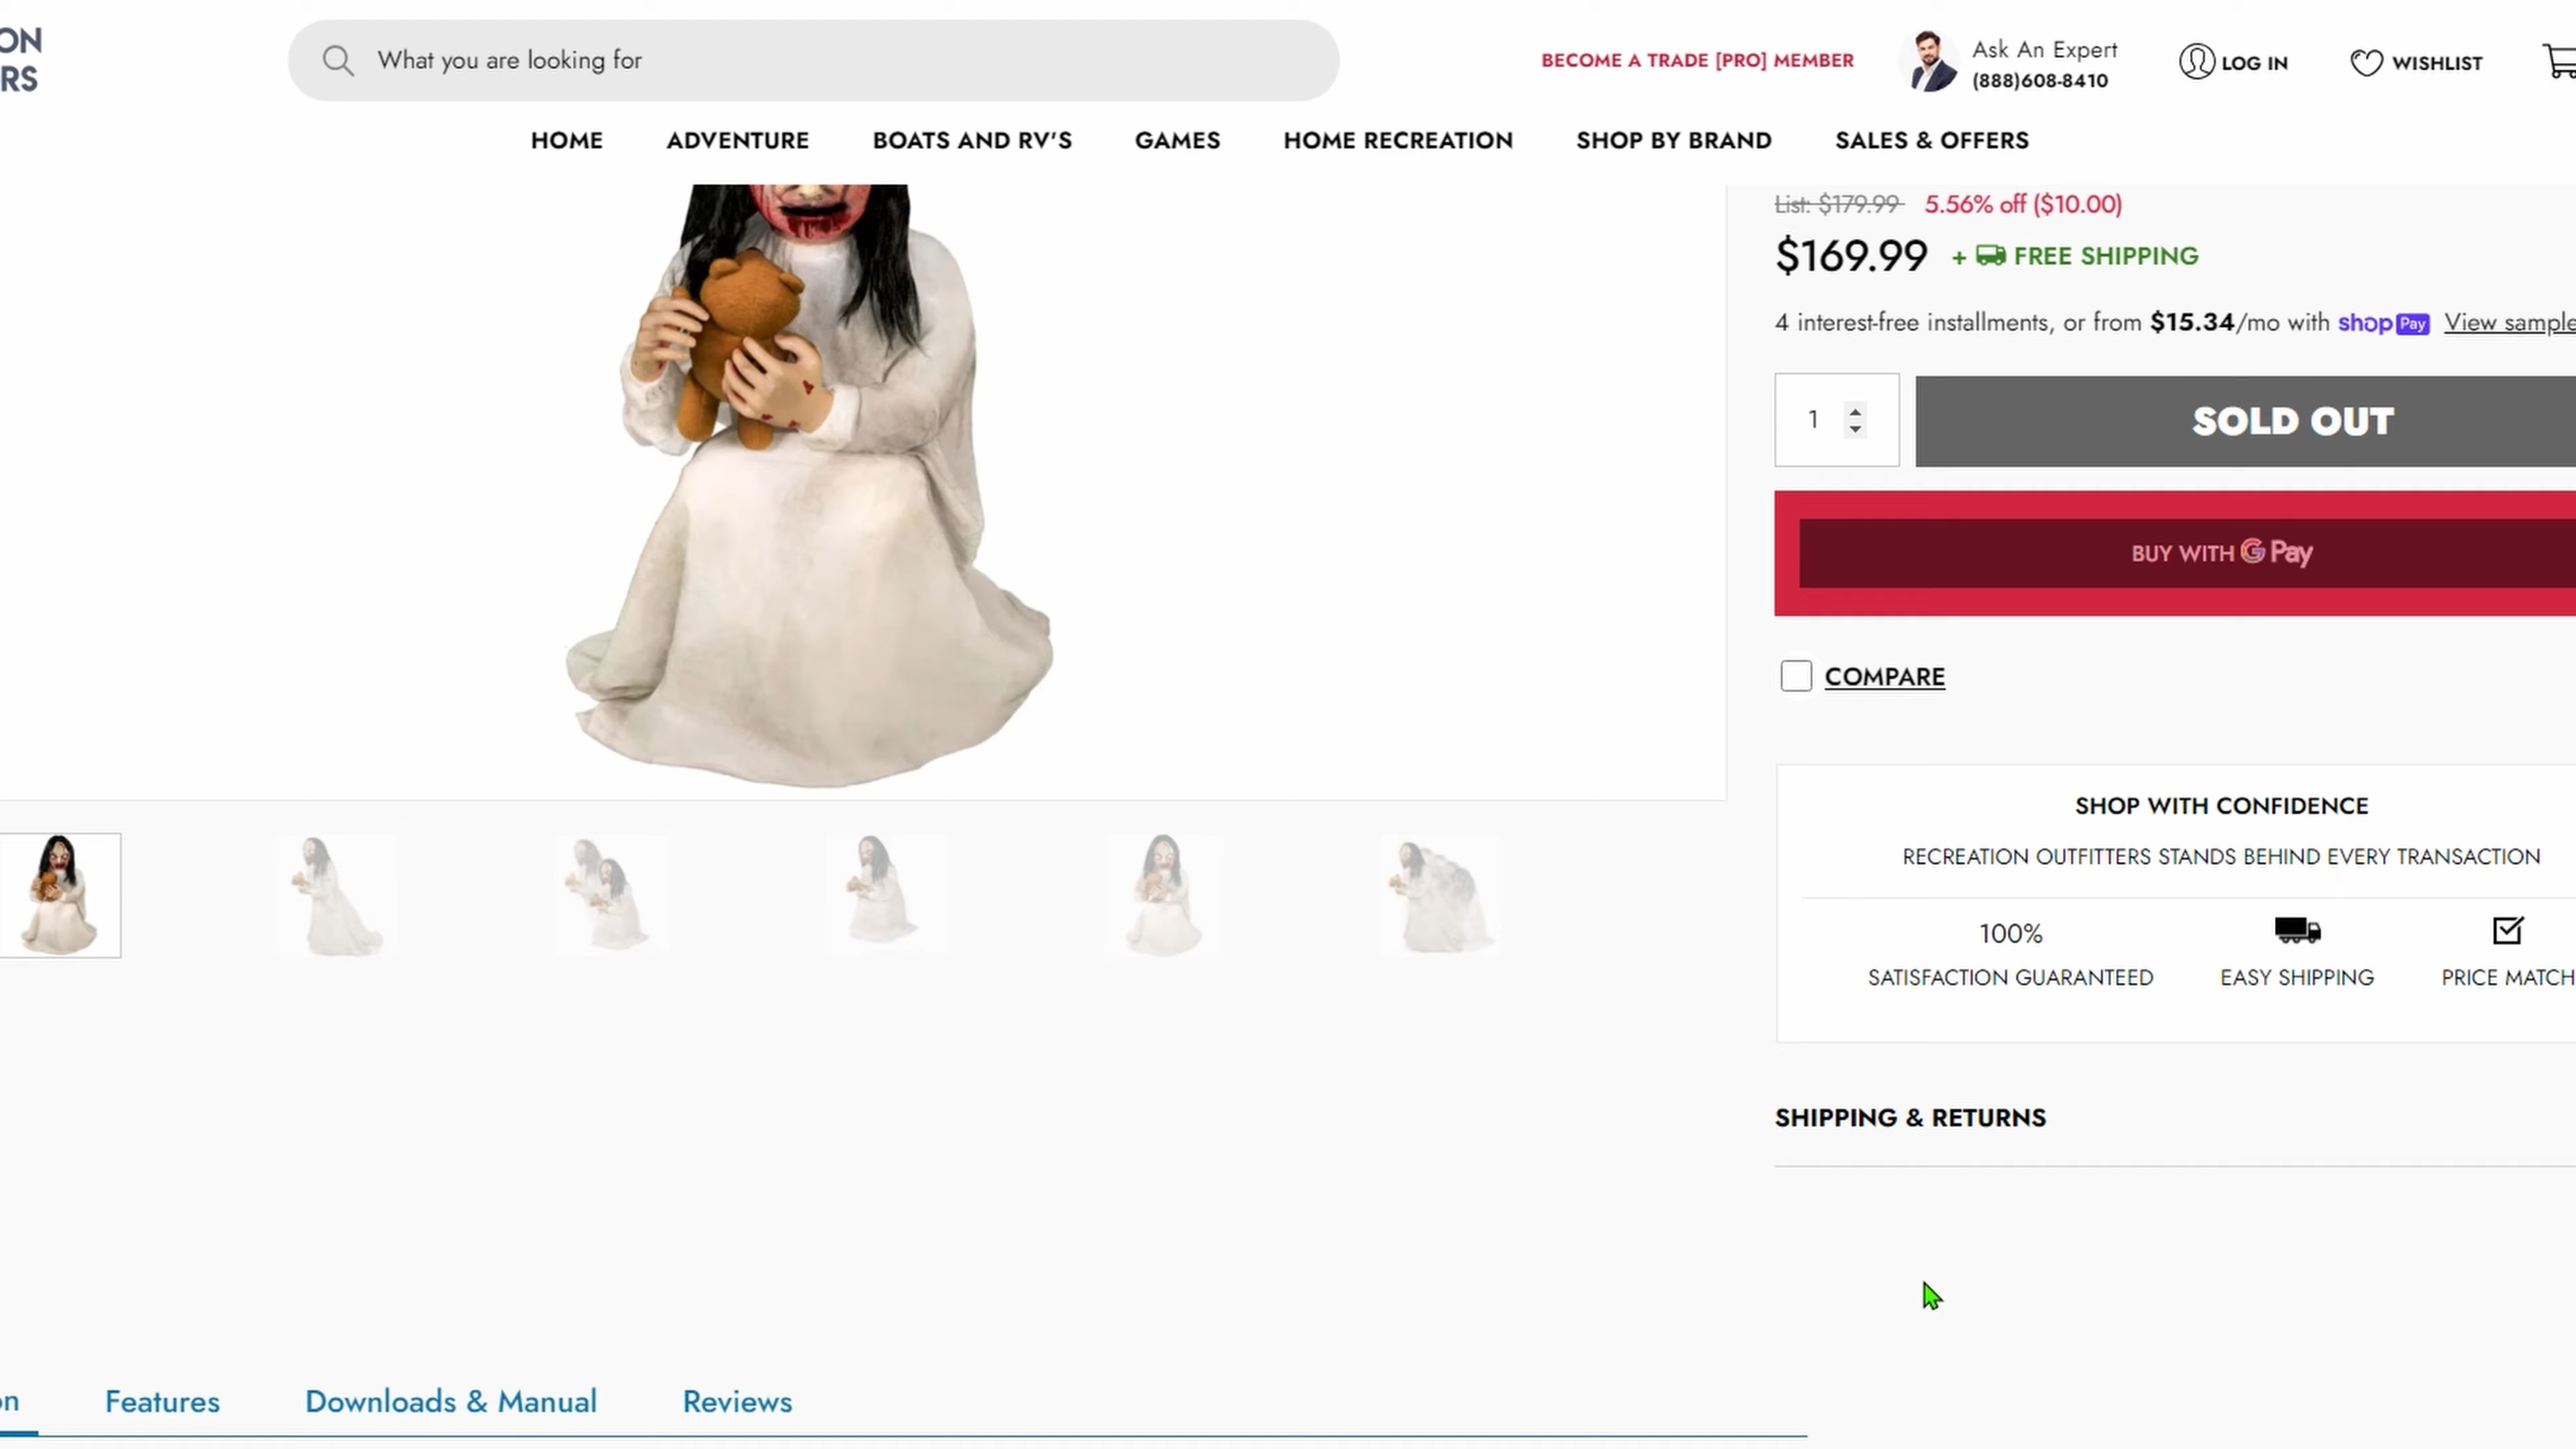 ON
RS
What you are looking for
BECOME A TRADE [PRO] MEMBER
Ask An Expert
(888)608-8410
LOG IN
WISHLIST
HOME
ADVENTURE
BOATS AND RV'S
GAMES
HOME RECREATION
SHOP BY BRAND
SALES & OFFERS
List: $179.99 5.56% off ($10.00)
$169.99 + FREE SHIPPING
4 interest-free installments, or from $15.34/mo with shop Pay View sample
1
SOLD OUT
BUY WITH G Pay
COMPARE
SHOP WITH CONFIDENCE
RECREATION OUTFITTERS STANDS BEHIND EVERY TRANSACTION
100%
SATISFACTION GUARANTEED
EASY SHIPPING
PRICE MATCH
SHIPPING & RETURNS
on
Features
Downloads & Manual
Reviews